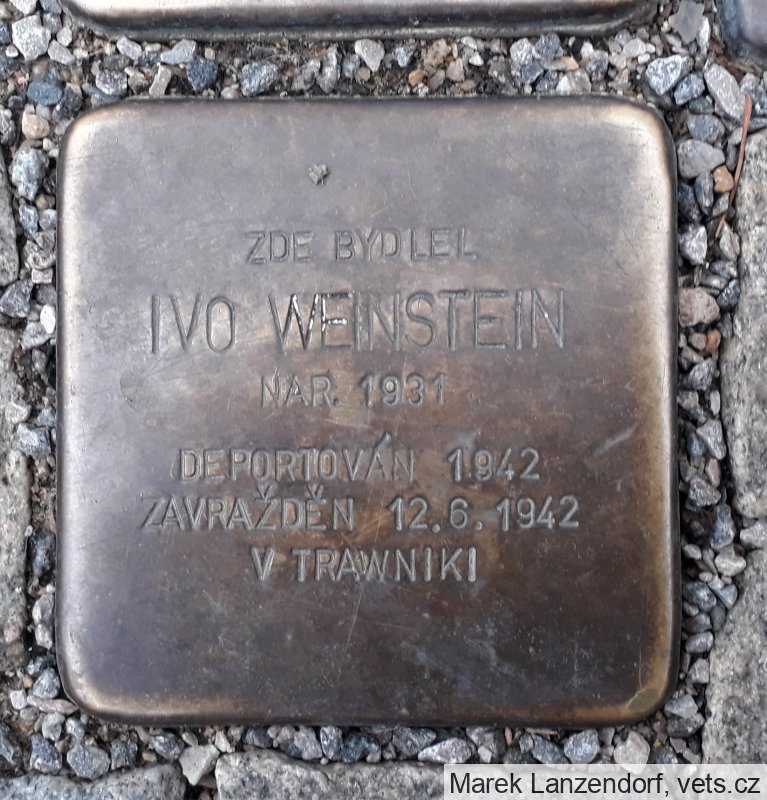 ZDE BYDLEL
IVO WEINSTEIN
NAR. 1931
DEPORTOVÁN 1942
ZAVRAŽDĚN 12.6.1942
V TRAWNIKI
Marek Lanzendorf, vets.cz